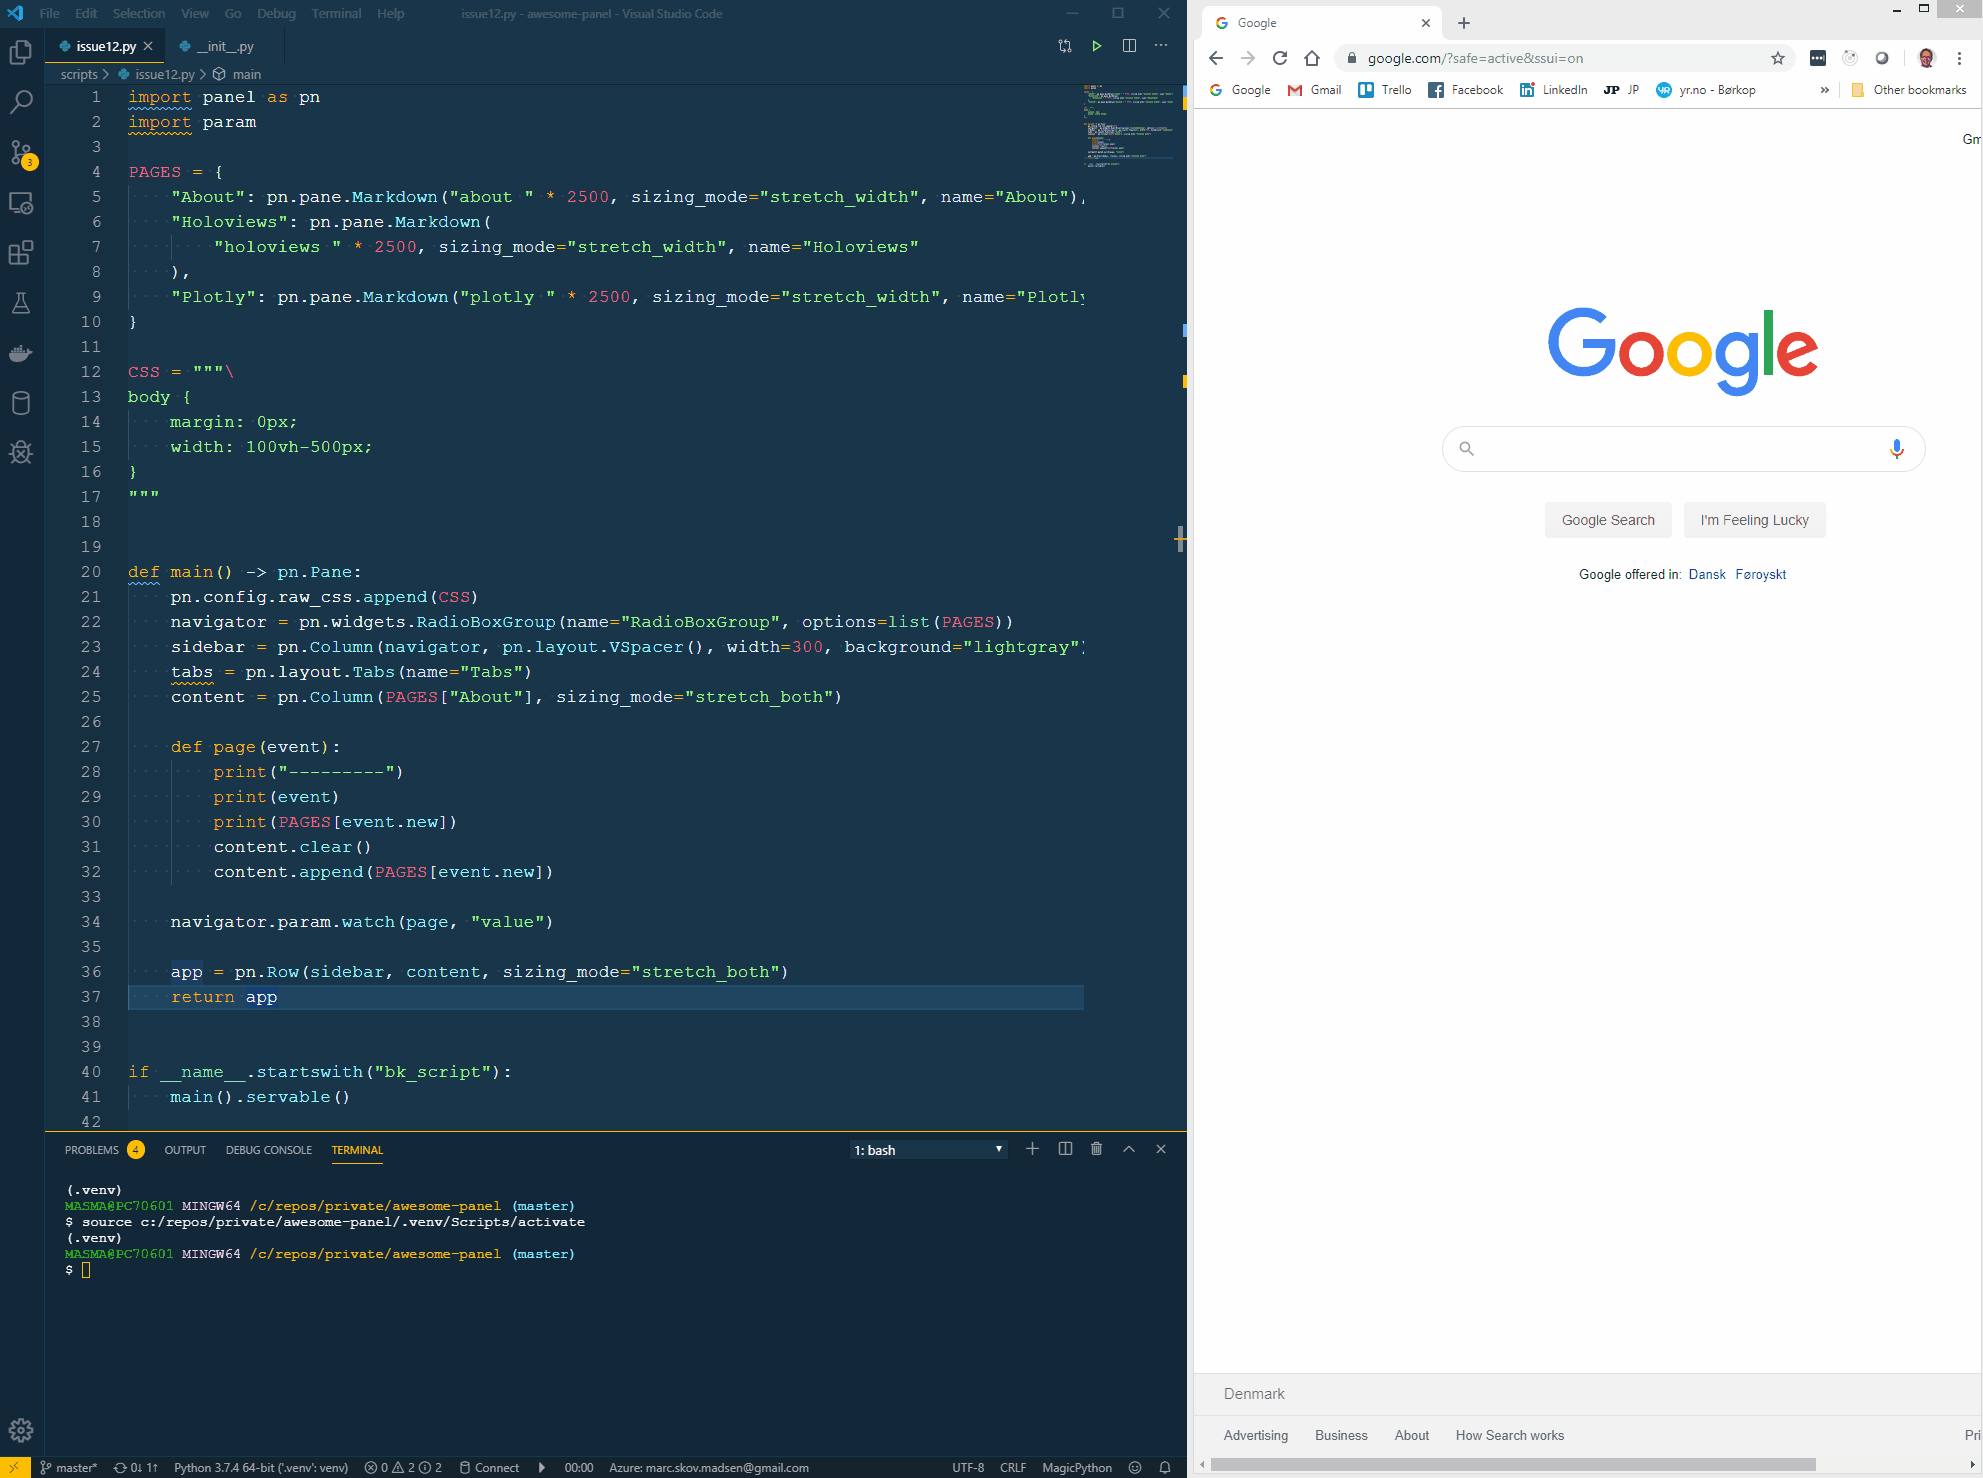 File Edit Selection View Go Debug Terminal Help issue12.py - awesome-panel - Visual Studio Code
issue12.py __init__.py
scripts > issue12.py > main
1 import panel as pn
2 import param
3
4 PAGES = {
5 "About": pn.pane.Markdown("about " * 2500, sizing_mode="stretch_width", name="About"),
6 "Holoviews": pn.pane.Markdown(
7 "holoviews " * 2500, sizing_mode="stretch_width", name="Holoviews"
8 ),
9 "Plotly": pn.pane.Markdown("plotly " * 2500, sizing_mode="stretch_width", name="Plotly
10 }
11
12 CSS = """\
13 body {
14 margin: 0px;
15 width: 100vh-500px;
16 }
17 """
18
19
20 def main() -> pn.Pane:
21 pn.config.raw_css.append(CSS)
22 navigator = pn.widgets.RadioBoxGroup(name="RadioBoxGroup", options=list(PAGES))
23 sidebar = pn.Column(navigator, pn.layout.VSpacer(), width=300, background="lightgray")
24 tabs = pn.layout.Tabs(name="Tabs")
25 content = pn.Column(PAGES["About"], sizing_mode="stretch_both")
26
27 def page(event):
28 print("---------")
29 print(event)
30 print(PAGES[event.new])
31 content.clear()
32 content.append(PAGES[event.new])
33
34 navigator.param.watch(page, "value")
35
36 app = pn.Row(sidebar, content, sizing_mode="stretch_both")
37 return app
38
39
40 if __name__.startswith("bk_script"):
41 main().servable()
42
3
PROBLEMS 4 OUTPUT DEBUG CONSOLE TERMINAL 1: bash
(.venv)
MASMA@PC70601 MINGW64 /c/repos/private/awesome-panel (master)
$ source c:/repos/private/awesome-panel/.venv/Scripts/activate
(.venv)
MASMA@PC70601 MINGW64 /c/repos/private/awesome-panel (master)
$
master* 0↓ 1↑ Python 3.7.4 64-bit ('.venv': venv) 0 2 2 Connect 00:00 Azure: marc.skov.madsen@gmail.com UTF-8 CRLF MagicPython
Google
google.com/?safe=active&ssui=on
Google Gmail Trello Facebook LinkedIn JP JP YR yr.no - Børkop » Other bookmarks
Gm
Google
Google Search I'm Feeling Lucky
Google offered in: Dansk Føroyskt
Denmark
Advertising Business About How Search works Pri